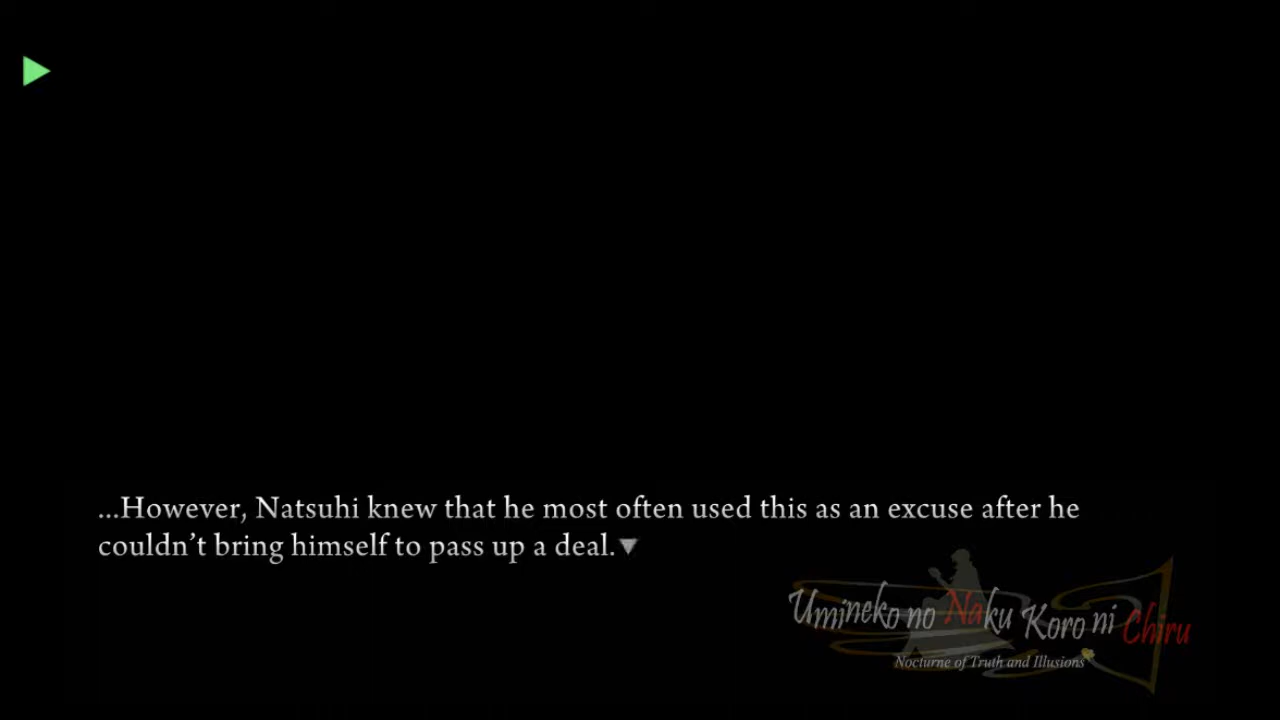 ...However, Natsuhi knew that he most often used this as an excuse after he
couldn't bring himself to pass up a deal.
Umineko no Naku Koro ni Chiru
Nocturne of Truth and Illusions